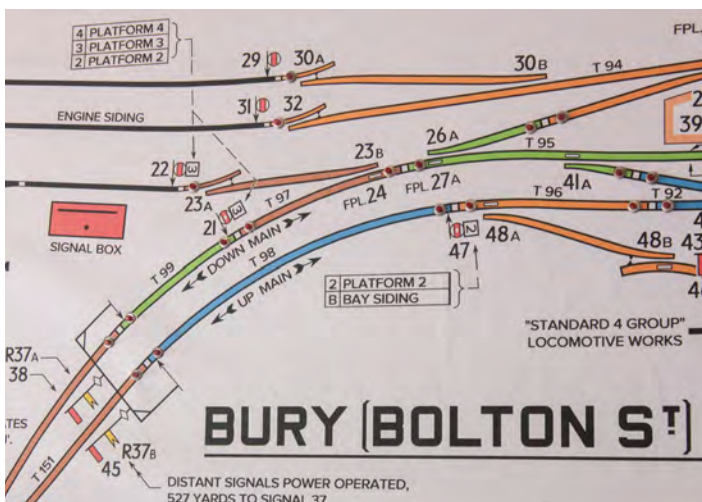 4 PLATFORM 4
3 PLATFORM 3
2 PLATFORM 2
FPL.
29
30A
30B
T 94
ENGINE SIDING
31
32
39
26A
T 95
23B
22
3
23A
T 97
FPL. 24
FPL. 27A
41A
T 96
T 92
SIGNAL BOX
21
3
DOWN MAIN
47
2
48A
48B
43
T 99
T 98
UP MAIN
2 PLATFORM 2
B BAY SIDING
"STANDARD 4 GROUP"
LOCOMOTIVE WORKS
R37A
38
R37B
45
T 151
BURY (BOLTON ST)
DISTANT SIGNALS POWER OPERATED,
527 YARDS TO SIGNAL 37